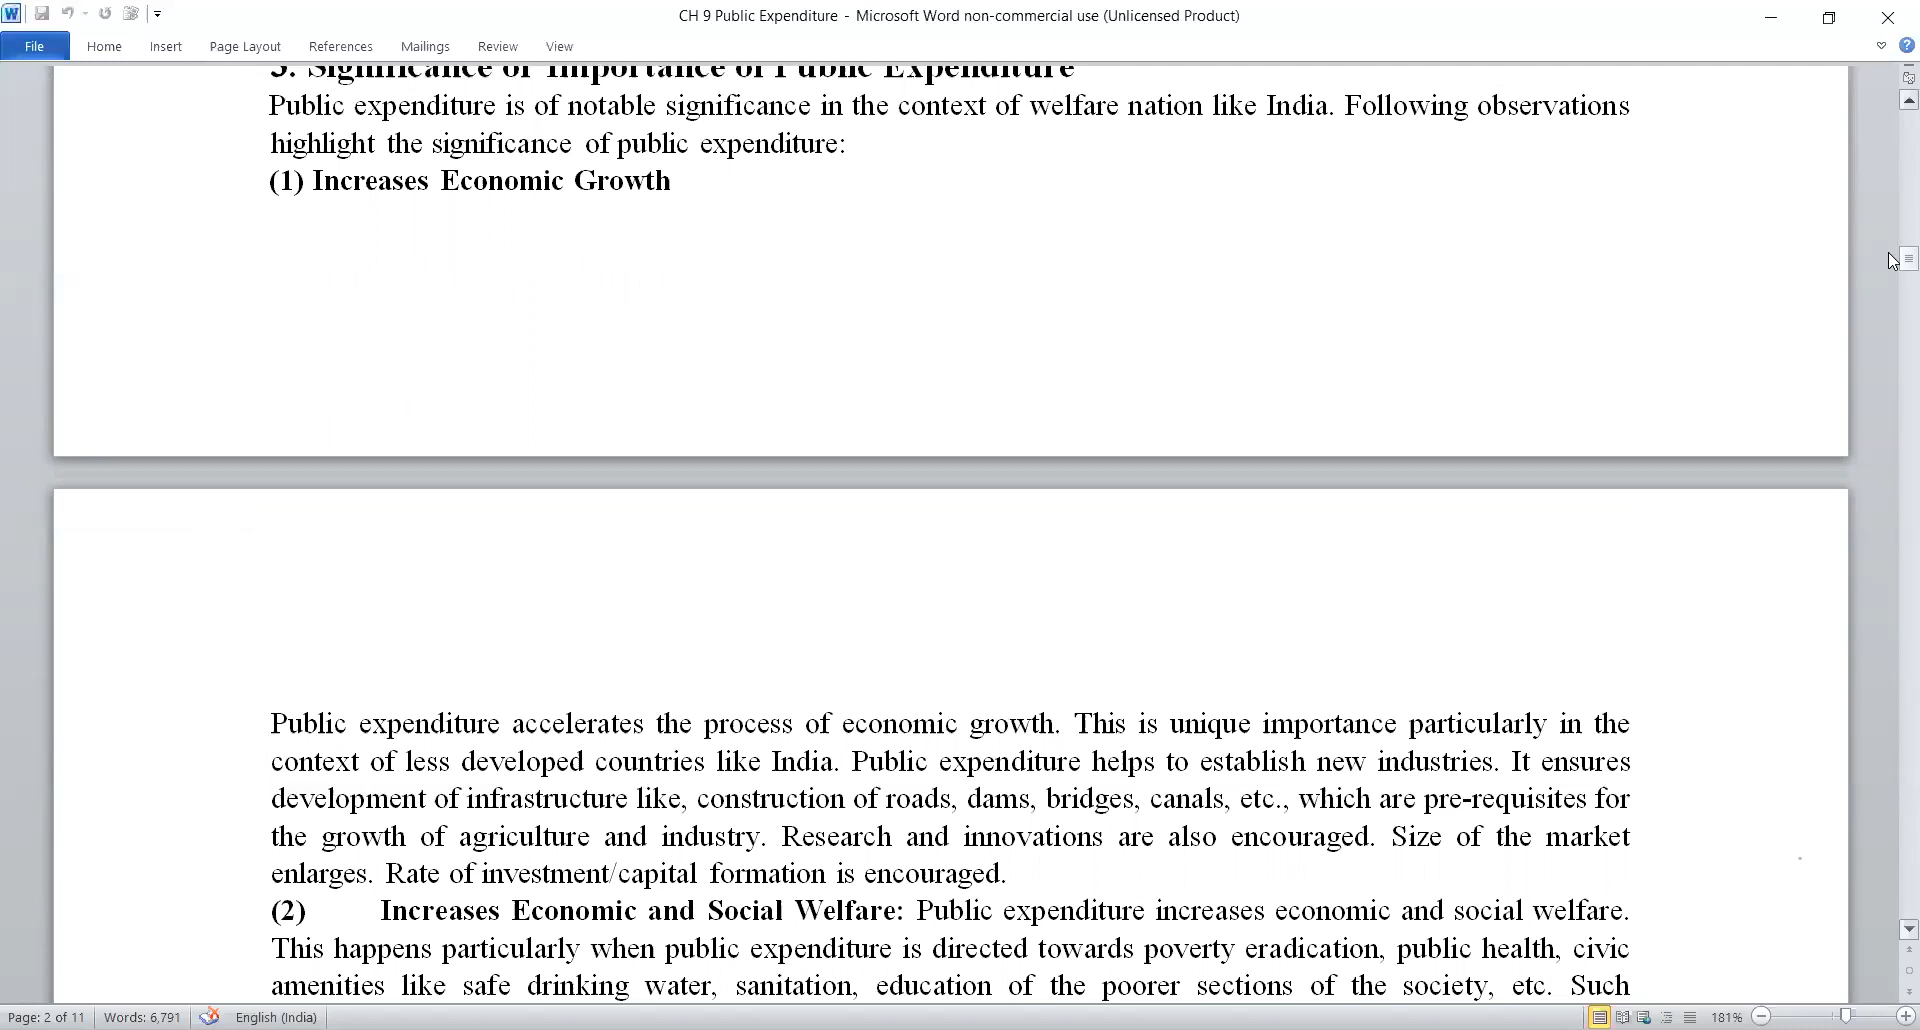 CH 9 Public Expenditure - Microsoft Word non-commercial use (Unlicensed Product)
File Home Insert Page Layout References Mailings Review View
3. Significance or Importance of Public Expenditure
Public expenditure is of notable significance in the context of welfare nation like India. Following observations
highlight the significance of public expenditure:
(1) Increases Economic Growth
Public expenditure accelerates the process of economic growth. This is unique importance particularly in the
context of less developed countries like India. Public expenditure helps to establish new industries. It ensures
development of infrastructure like, construction of roads, dams, bridges, canals, etc., which are pre-requisites for
the growth of agriculture and industry. Research and innovations are also encouraged. Size of the market
enlarges. Rate of investment/capital formation is encouraged.
(2) Increases Economic and Social Welfare: Public expenditure increases economic and social welfare.
This happens particularly when public expenditure is directed towards poverty eradication, public health, civic
amenities like safe drinking water, sanitation, education of the poorer sections of the society, etc. Such
Page: 2 of 11 Words: 6,791 English (India) 181%